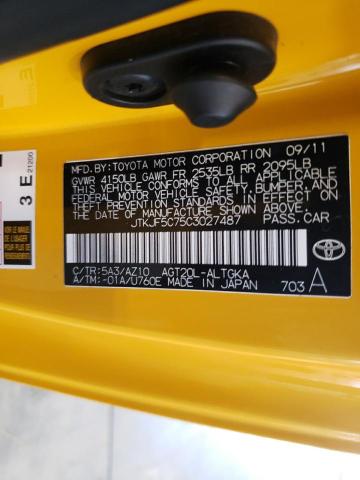 MFD.BY:TOYOTA MOTOR CORPORATION 09/11
GVWR 4150LB GAWR FR 2535LB RR 2095LB
THIS VEHICLE CONFORMS TO ALL APPLICABLE
FEDERAL MOTOR VEHICLE SAFETY, BUMPER, AND
THEFT PREVENTION STANDARDS IN EFFECT ON
THE DATE OF MANUFACTURE SHOWN ABOVE.
JTKJF5C75C3027487 PASS.CAR
C/TR:5A3/AZ10 AGT20L-ALTGKA
A/TM:-01A/U760E MADE IN JAPAN 703 A
TOYOTA
3 E 21200